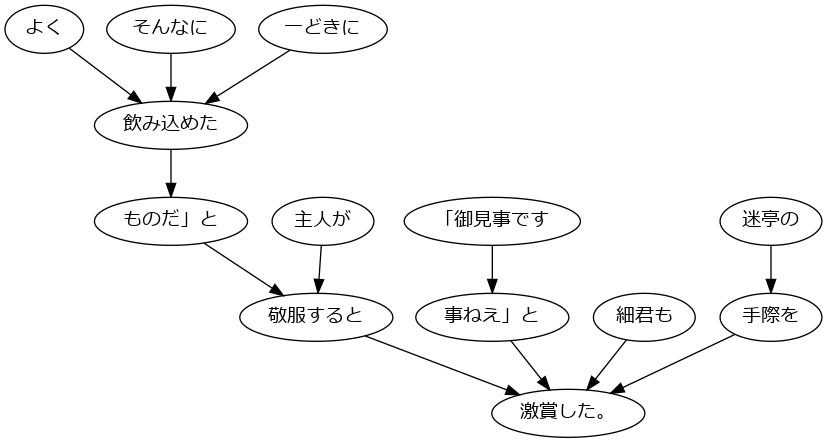 よく
そんなに
一どきに
飲み込めた
ものだ」と
主人が
「御見事です
迷亭の
敬服すると
事ねえ」と
細君も
手際を
激賞した。